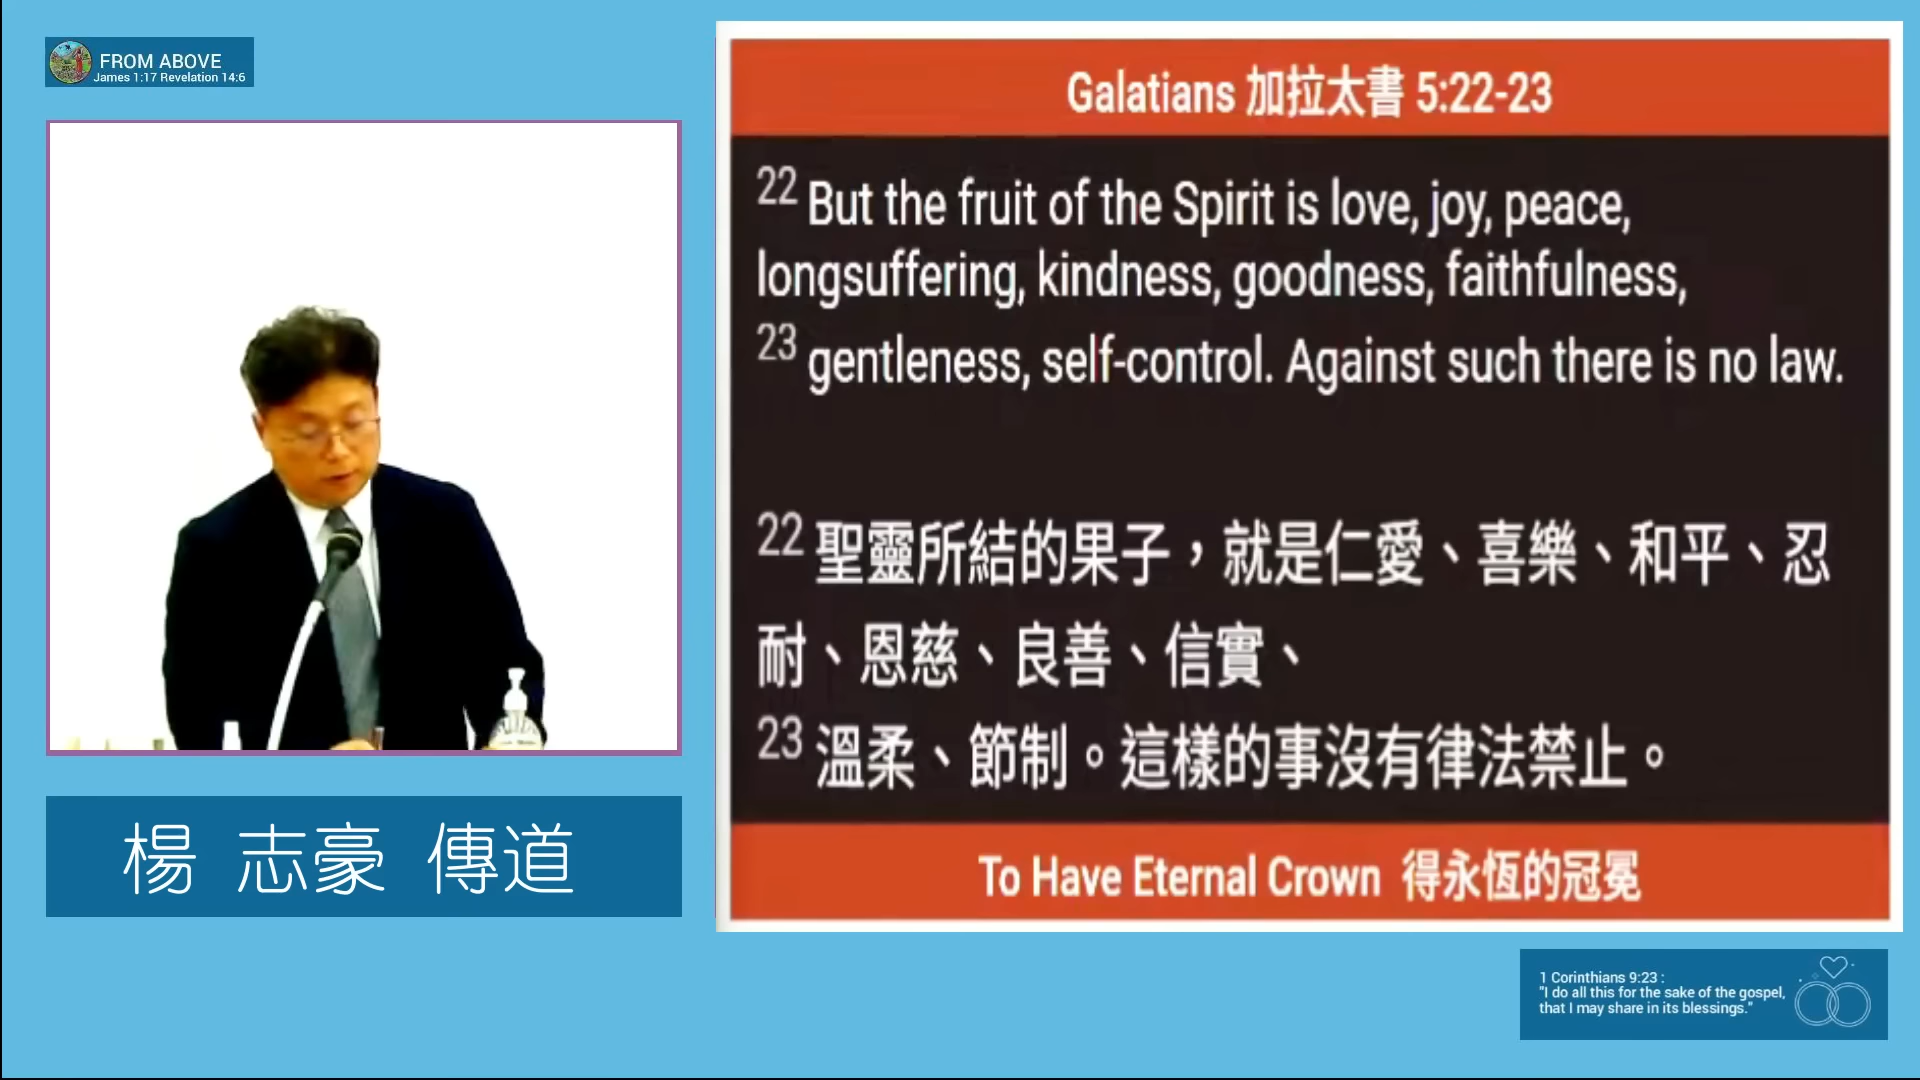 FROM ABOVE
James 1:17 Revelation 14:6
楊 志豪 傳道
Galatians 加拉太書 5:22-23
22 But the fruit of the Spirit is love, joy, peace,
longsuffering, kindness, goodness, faithfulness,
23 gentleness, self-control. Against such there is no law.
22 聖靈所結的果子，就是仁愛、喜樂、和平、忍
耐、恩慈、良善、信實、
23 溫柔、節制。這樣的事沒有律法禁止。
To Have Eternal Crown 得永恆的冠冕
1 Corinthians 9:23 :
"I do all this for the sake of the gospel,
that I may share in its blessings."